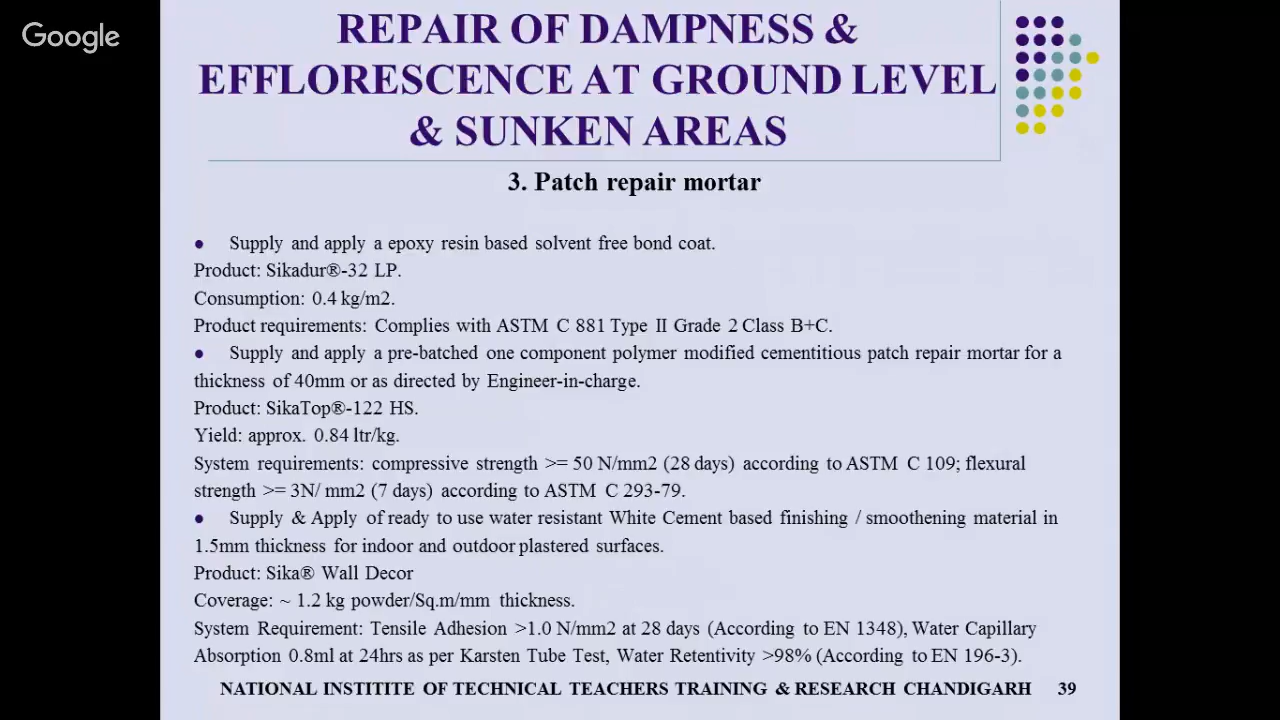 Google
REPAIR OF DAMPNESS &
EFFLORESCENCE AT GROUND LEVEL
& SUNKEN AREAS
3. Patch repair mortar
● Supply and apply a epoxy resin based solvent free bond coat.
Product: Sikadur®-32 LP.
Consumption: 0.4 kg/m2.
Product requirements: Complies with ASTM C 881 Type II Grade 2 Class B+C.
● Supply and apply a pre-batched one component polymer modified cementitious patch repair mortar for a
thickness of 40mm or as directed by Engineer-in-charge.
Product: SikaTop®-122 HS.
Yield: approx. 0.84 ltr/kg.
System requirements: compressive strength >= 50 N/mm2 (28 days) according to ASTM C 109; flexural
strength >= 3N/ mm2 (7 days) according to ASTM C 293-79.
● Supply & Apply of ready to use water resistant White Cement based finishing / smoothening material in
1.5mm thickness for indoor and outdoor plastered surfaces.
Product: Sika® Wall Decor
Coverage: ~ 1.2 kg powder/Sq.m/mm thickness.
System Requirement: Tensile Adhesion >1.0 N/mm2 at 28 days (According to EN 1348), Water Capillary
Absorption 0.8ml at 24hrs as per Karsten Tube Test, Water Retentivity >98% (According to EN 196-3).
NATIONAL INSTITITE OF TECHNICAL TEACHERS TRAINING & RESEARCH CHANDIGARH 39